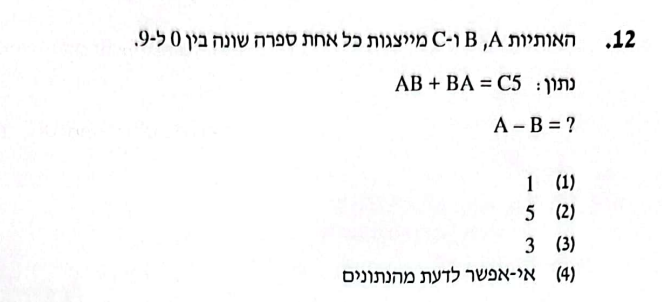 12. האותיות A, B ו-C מייצגות כל אחת ספרה שונה בין 0 ל-9.
נתון: AB + BA = C5
A – B = ?
(1) 1
(2) 5
(3) 3
(4) אי-אפשר לדעת מהנתונים